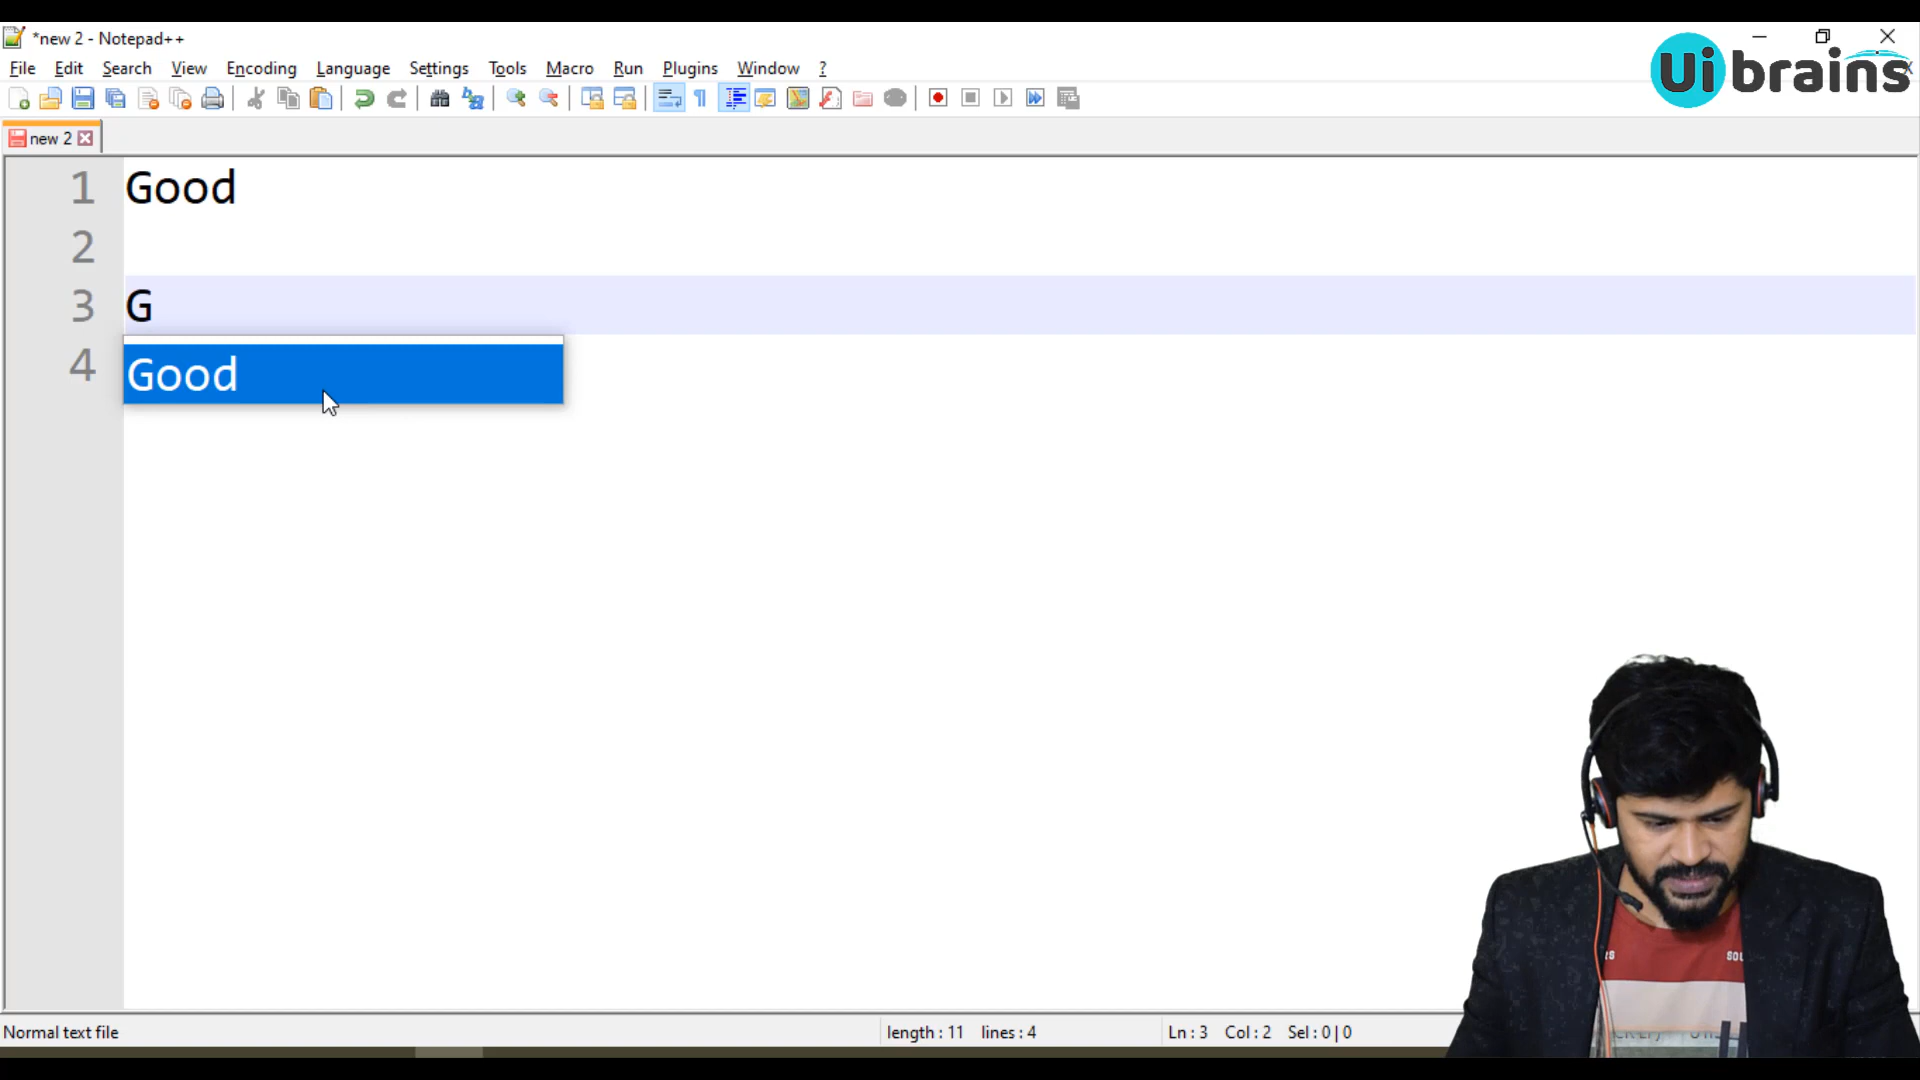 *new 2 - Notepad++
Ui brains
File Edit Search View Encoding Language Settings Tools Macro Run Plugins Window ?
new 2
1 Good
2
3 G
4 Good
SOU
Normal text file length : 11 lines : 4 Ln : 3 Col : 2 Sel : 0 | 0